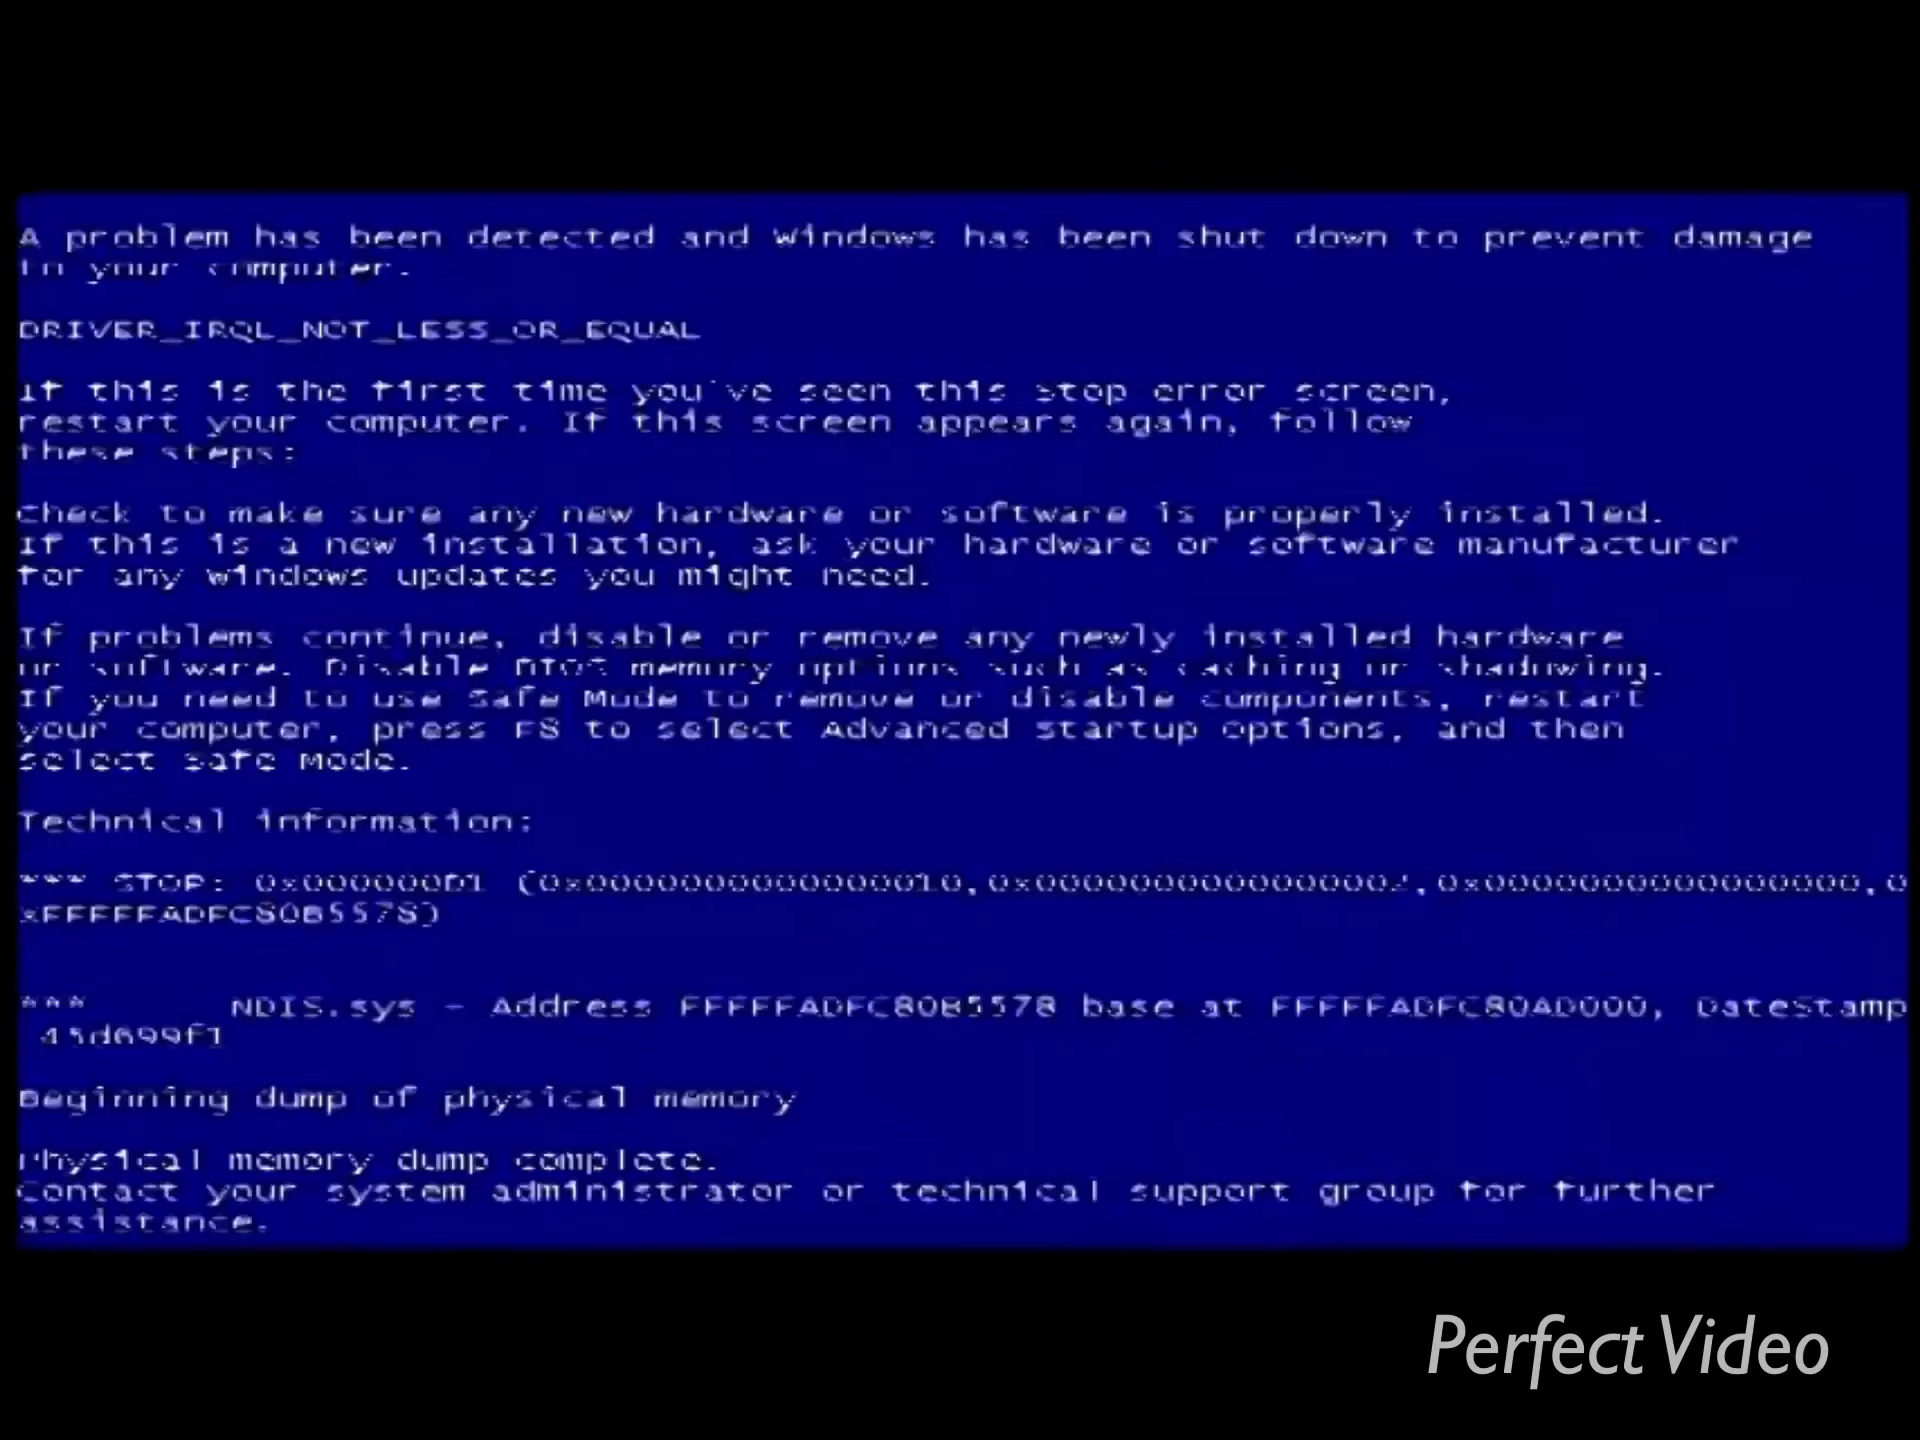 A problem has been detected and Windows has been shut down to prevent damage
to your computer.
DRIVER_IRQL_NOT_LESS_OR_EQUAL
If this is the first time you've seen this Stop error screen,
restart your computer. If this screen appears again, follow
these steps:
Check to make sure any new hardware or software is properly installed.
If this is a new installation, ask your hardware or software manufacturer
for any windows updates you might need.
If problems continue, disable or remove any newly installed hardware
or software. Disable BIOS memory options such as caching or shadowing.
If you need to use Safe Mode to remove or disable components, restart
your computer, press F8 to select Advanced Startup Options, and then
select Safe Mode.
Technical information:
*** STOP: 0x000000D1 (0x0000000000000010,0x0000000000000002,0x0000000000000000,0
xFFFFFADFC80B5578)
*** NDIS.sys - Address FFFFFADFC80B5578 base at FFFFFADFC80AD000, DateStamp
45d699f1
Beginning dump of physical memory
Physical memory dump complete.
Contact your system administrator or technical support group for further
assistance.
Perfect Video